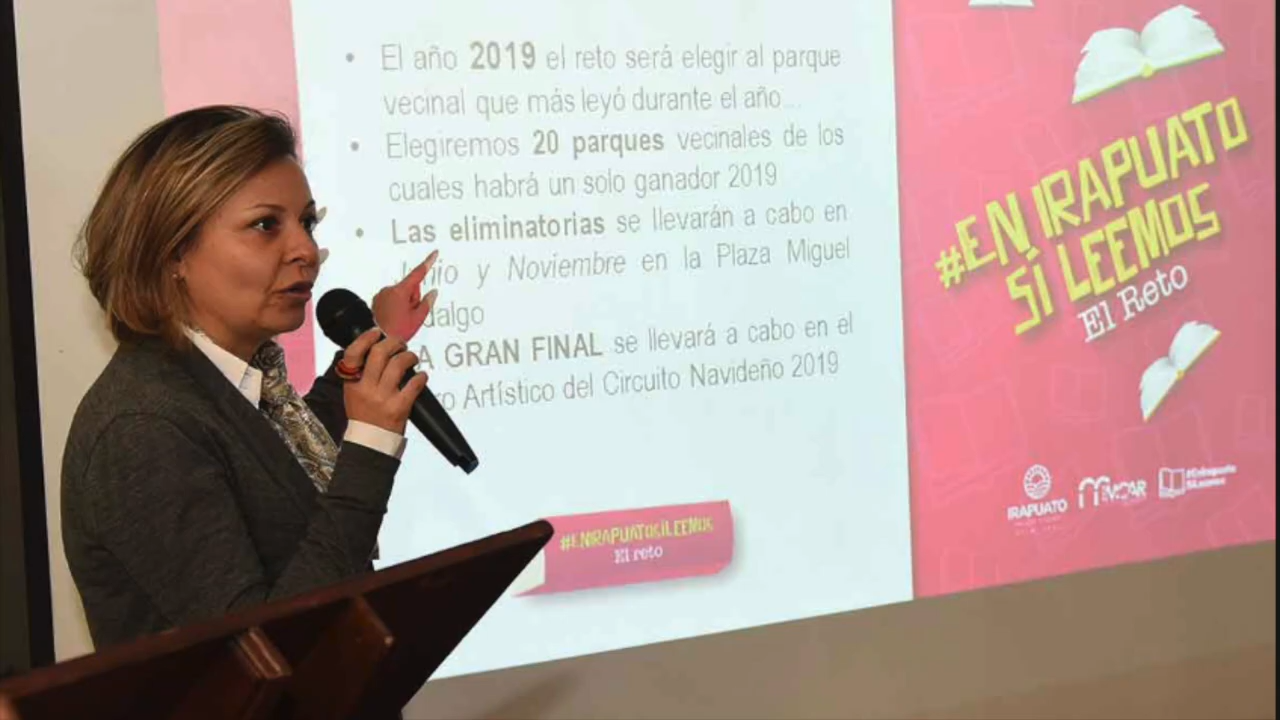 • El año 2019 el reto será elegir al parque
vecinal que más leyó durante el año...
• Elegiremos 20 parques vecinales de los
cuales habrá un solo ganador 2019
• Las eliminatorias se llevarán a cabo en
y Noviembre en la Plaza Miguel
dalgo
A GRAN FINAL se llevará a cabo en el
ro Artístico del Circuito Navideño 2019
#ENIRAPUATOSÍLEEMOS
El reto
#EN IRAPUATO
SÍ LEEMOS
El Reto
IRAPUATO